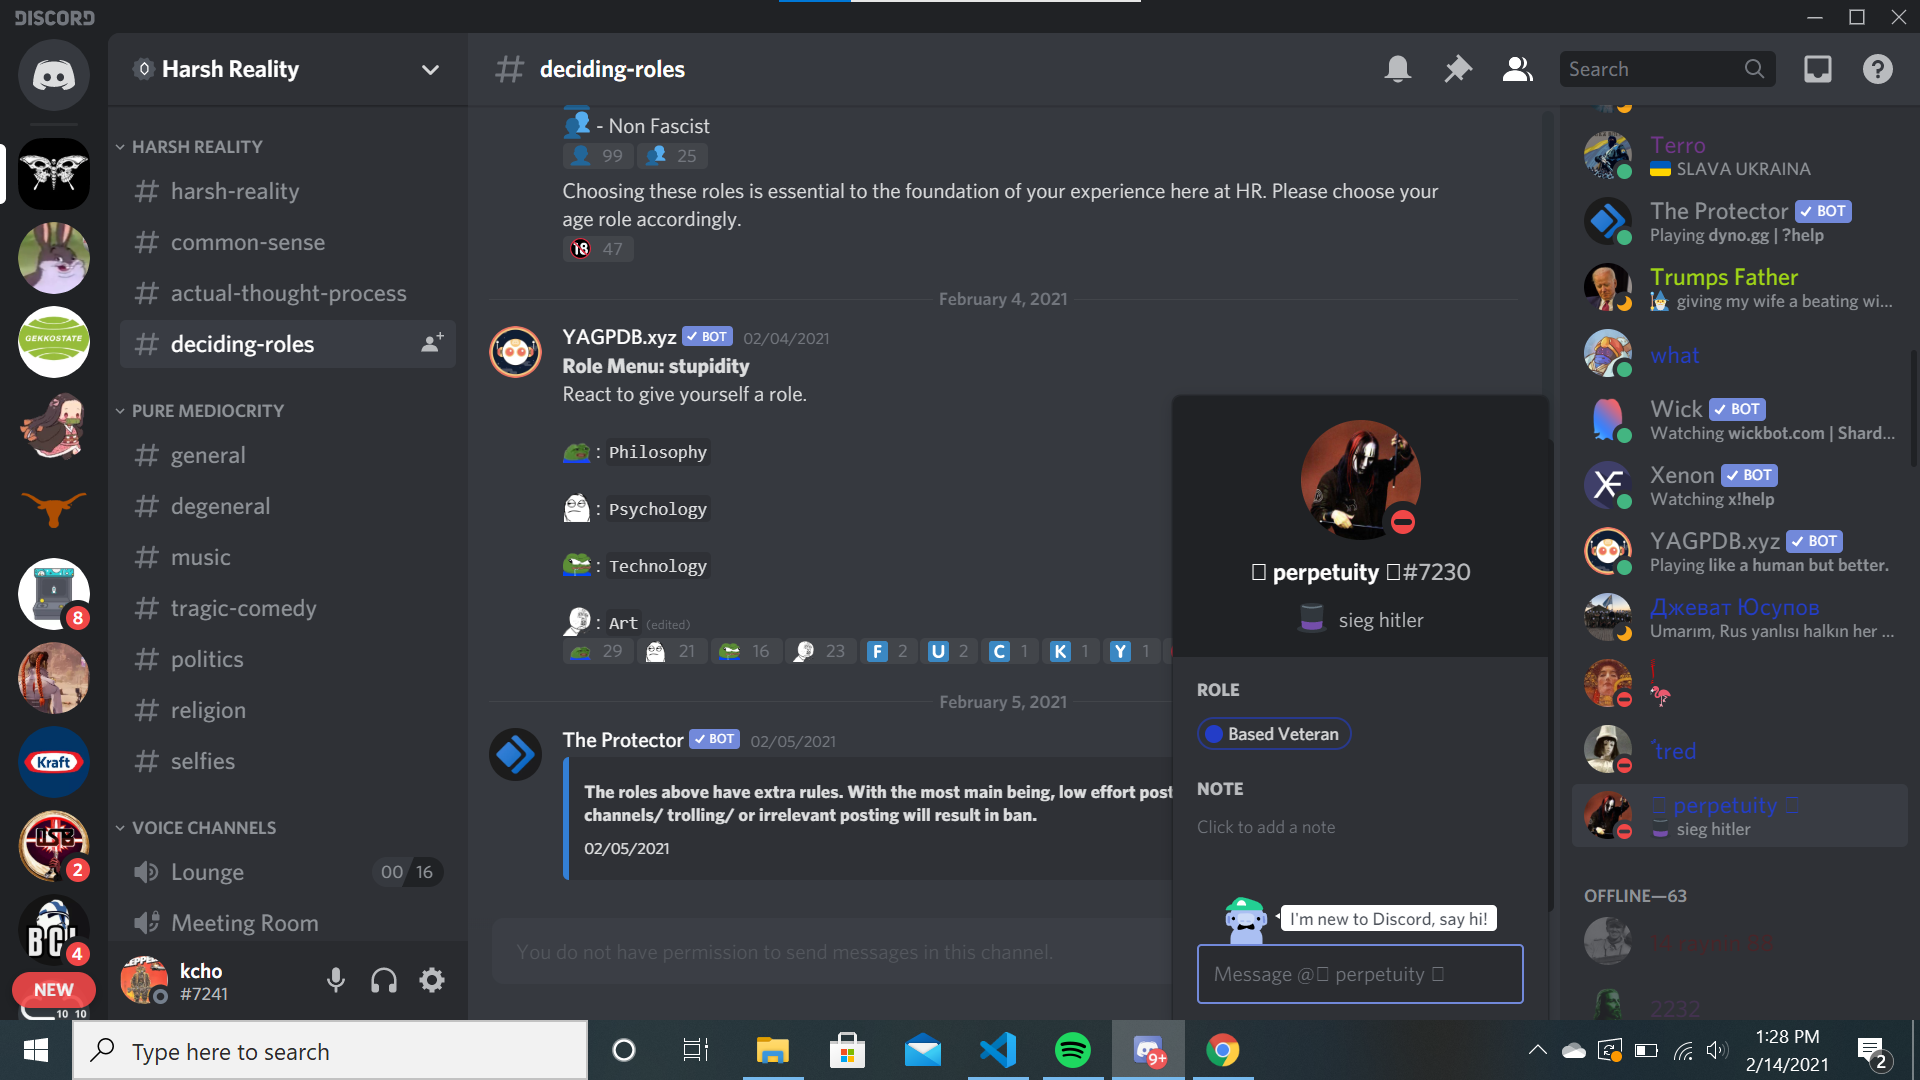 DISCORD
Harsh Reality
HARSH REALITY
harsh-reality
common-sense
actual-thought-process
deciding-roles
PURE MEDIOCRITY
general
degeneral
music
tragic-comedy
politics
religion
selfies
VOICE CHANNELS
Lounge
00 16
Meeting Room
kcho
#7241
GEKKOSTATE
8
Kraft
2
4
NEW
10 10
deciding-roles
Search
- Non Fascist
99 25
Choosing these roles is essential to the foundation of your experience here at HR. Please choose your
age role accordingly.
18 47
February 4, 2021
YAGPDB.xyz BOT 02/04/2021
Role Menu: stupidity
React to give yourself a role.
: Philosophy
: Psychology
: Technology
: Art (edited)
29 21 16 23 F 2 U 2 C 1 K 1 Y 1
February 5, 2021
The Protector BOT 02/05/2021
The roles above have extra rules. With the most main being, low effort post
channels/ trolling/ or irrelevant posting will result in ban.
02/05/2021
You do not have permission to send messages in this channel.
perpetuity #7230
sieg hitler
ROLE
Based Veteran
NOTE
Click to add a note
I'm new to Discord, say hi!
Message @ perpetuity
Terro
SLAVA UKRAINA
The Protector BOT
Playing dyno.gg | ?help
Trumps Father
giving my wife a beating wi...
what
Wick BOT
Watching wickbot.com | Shard...
Xenon BOT
Watching x!help
YAGPDB.xyz BOT
Playing like a human but better.
Джеват Юсупов
Umarım, Rus yanlısı halkın her ...
´tred
perpetuity
sieg hitler
OFFLINE—63
2232
Type here to search
9+
1:28 PM
2/14/2021
2